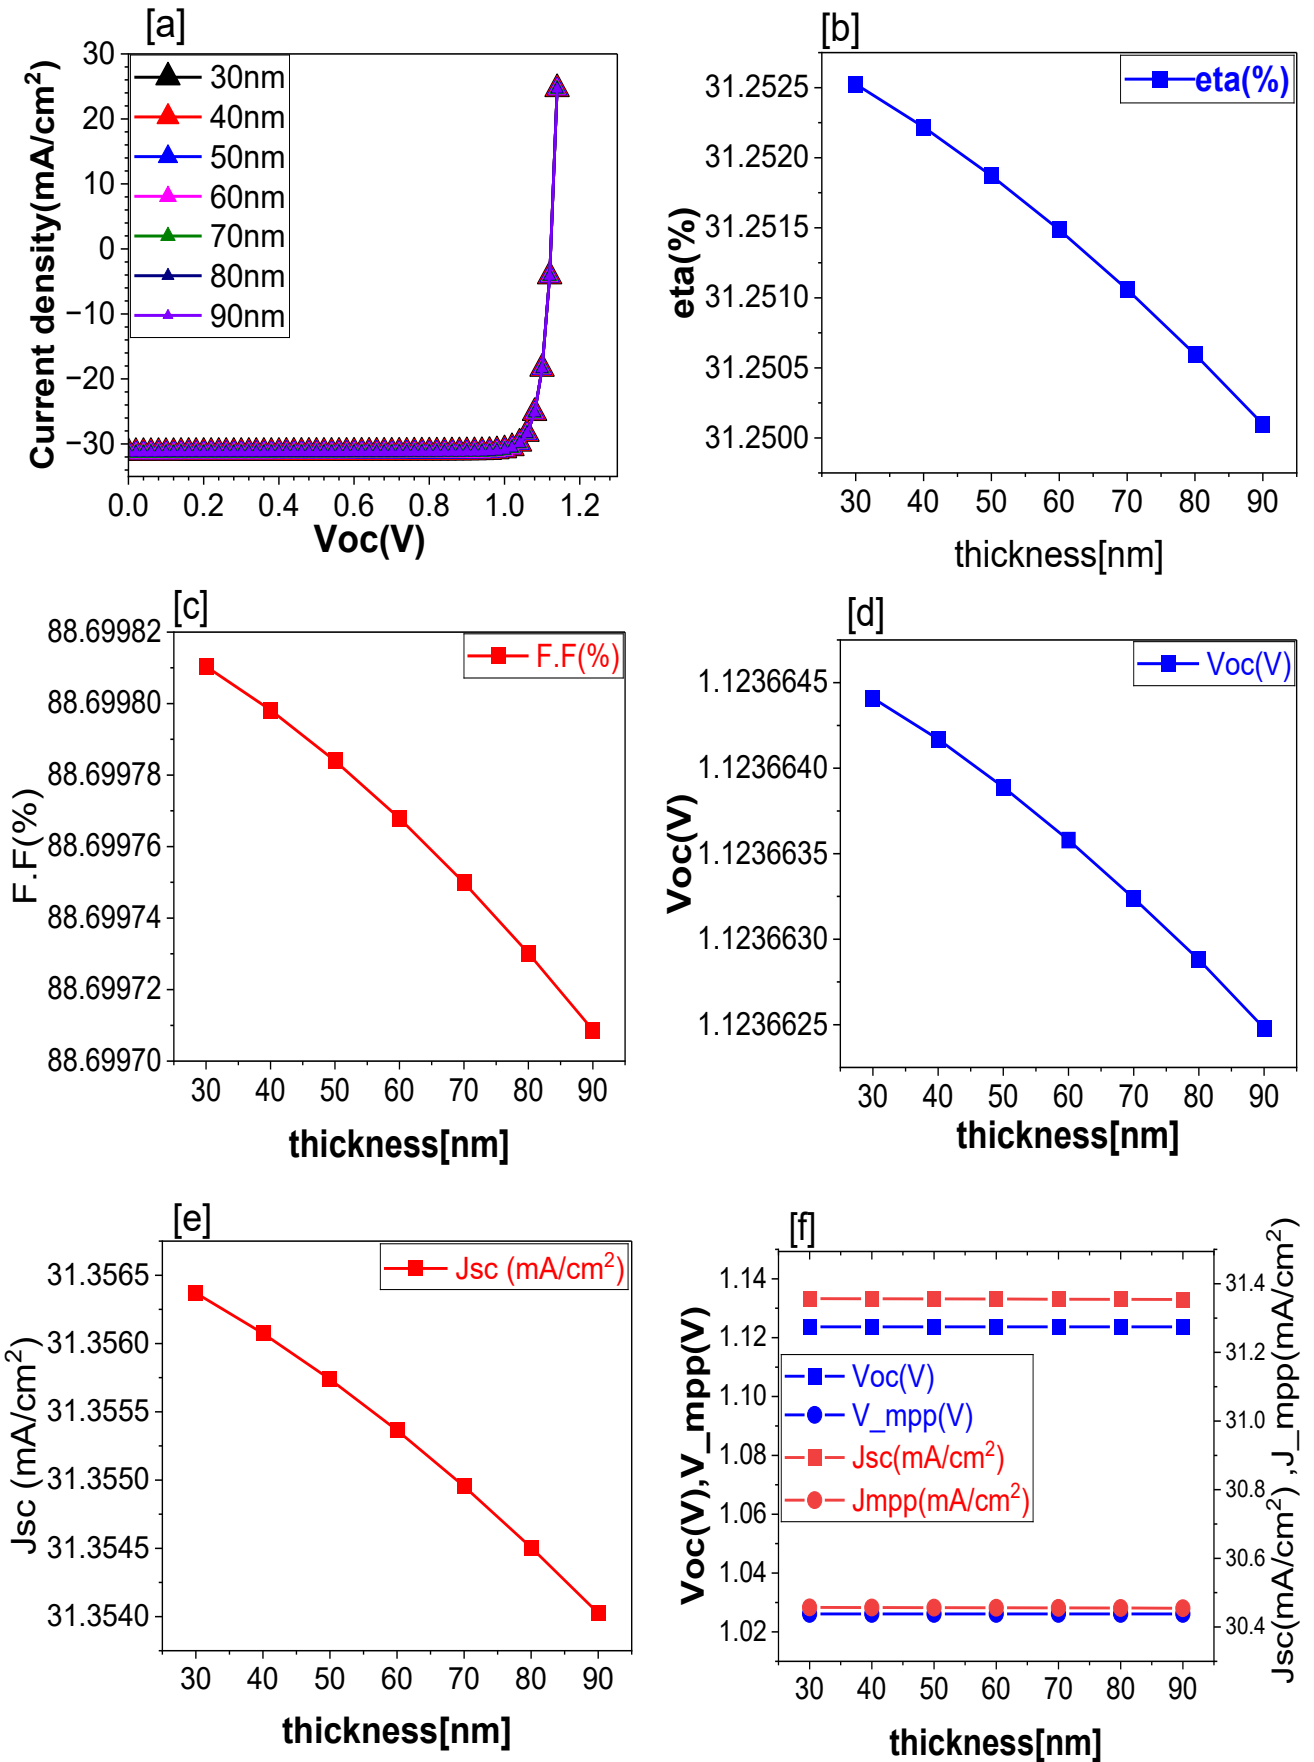 [a]
Current density(mA/cm²)
30
20
10
0
−10
−20
−30
30nm
40nm
50nm
60nm
70nm
80nm
90nm
0.0 0.2 0.4 0.6 0.8 1.0 1.2
Voc(V)
[b]
eta(%)
31.2525
31.2520
31.2515
31.2510
31.2505
31.2500
eta(%)
30 40 50 60 70 80 90
thickness[nm]
[c]
F.F(%)
88.69982
88.69980
88.69978
88.69976
88.69974
88.69972
88.69970
F.F(%)
30 40 50 60 70 80 90
thickness[nm]
[d]
Voc(V)
1.1236645
1.1236640
1.1236635
1.1236630
1.1236625
Voc(V)
30 40 50 60 70 80 90
thickness[nm]
[e]
Jsc (mA/cm²)
31.3565
31.3560
31.3555
31.3550
31.3545
31.3540
Jsc (mA/cm²)
30 40 50 60 70 80 90
thickness[nm]
[f]
Voc(V),V_mpp(V)
1.14
1.12
1.10
1.08
1.06
1.04
1.02
Voc(V)
V_mpp(V)
Jsc(mA/cm²)
Jmpp(mA/cm²)
31.4
31.2
31.0
30.8
30.6
30.4
Jsc(mA/cm²) ,J_mpp(mA/cm²)
30 40 50 60 70 80 90
thickness[nm]